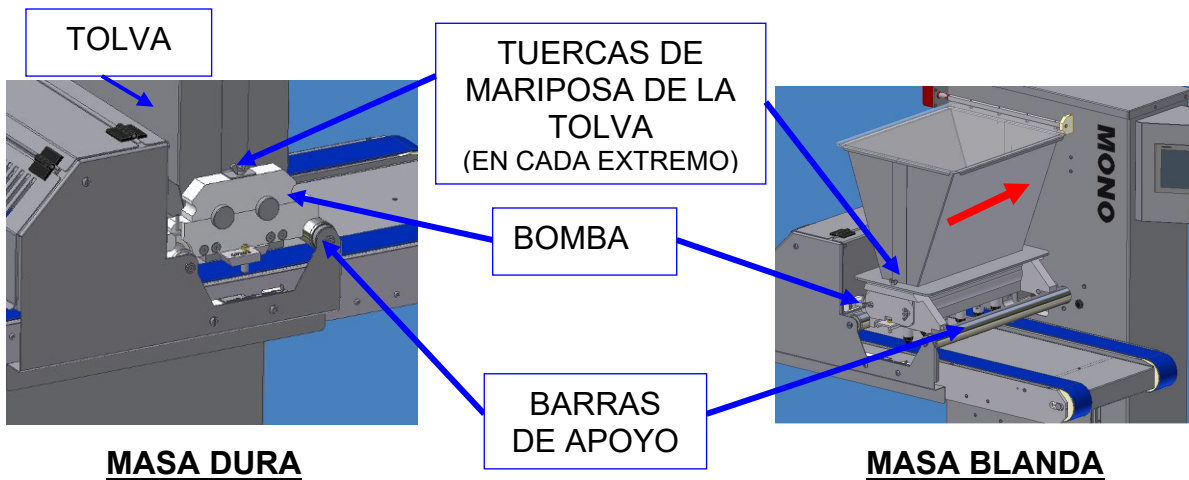 TOLVA
TUERCAS DE
MARIPOSA DE LA
TOLVA
(EN CADA EXTREMO)
MONO
BOMBA
BARRAS
DE APOYO
MASA DURA
MASA BLANDA